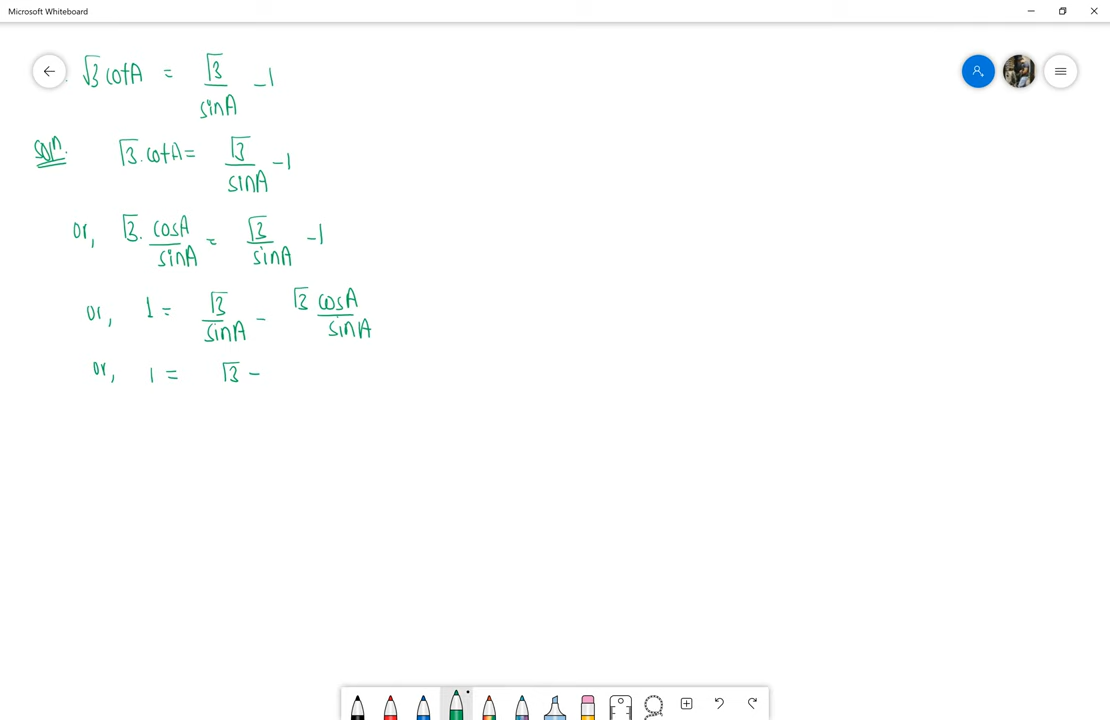 Microsoft Whiteboard
√3 cotA = √3/sinA - 1
Solⁿ. √3 . cotA = √3/sinA - 1
or, √3 . cosA/sinA = √3/sinA - 1
or, 1 = √3/sinA - √3 cosA/sinA
or, 1 = √3 -